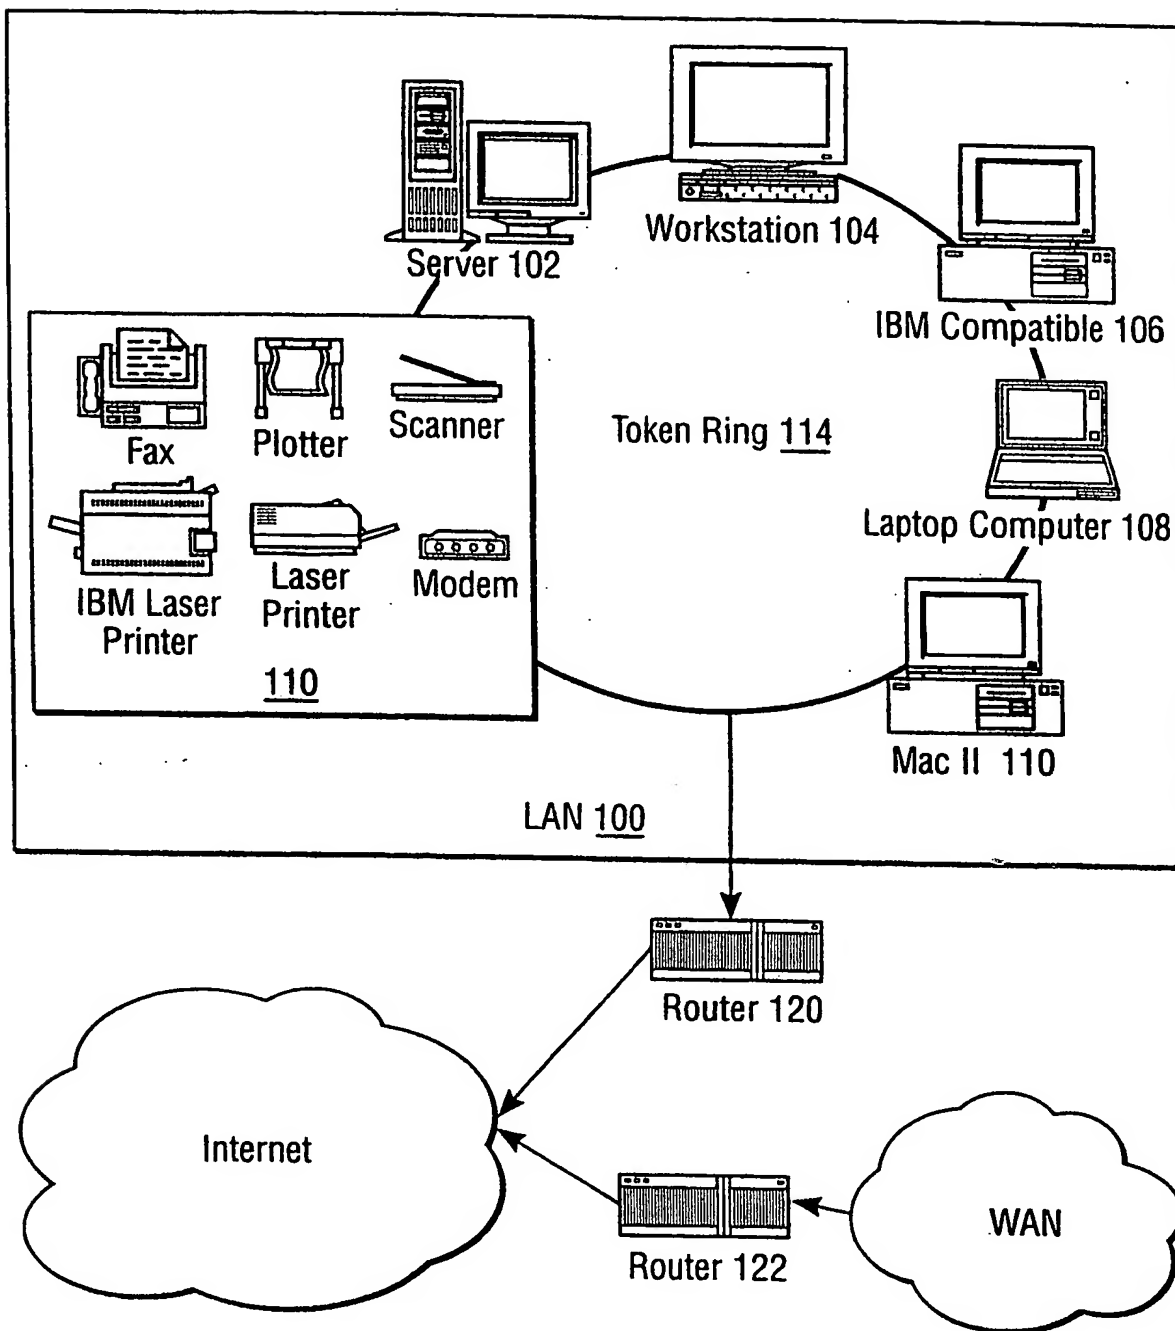 Workstation 104
Server 102
IBM Compatible 106
Fax
Plotter
Scanner
Token Ring 114
Laptop Computer 108
IBM Laser
Printer
Laser
Printer
Modem
110
Mac II 110
LAN 100
Router 120
Internet
Router 122
WAN